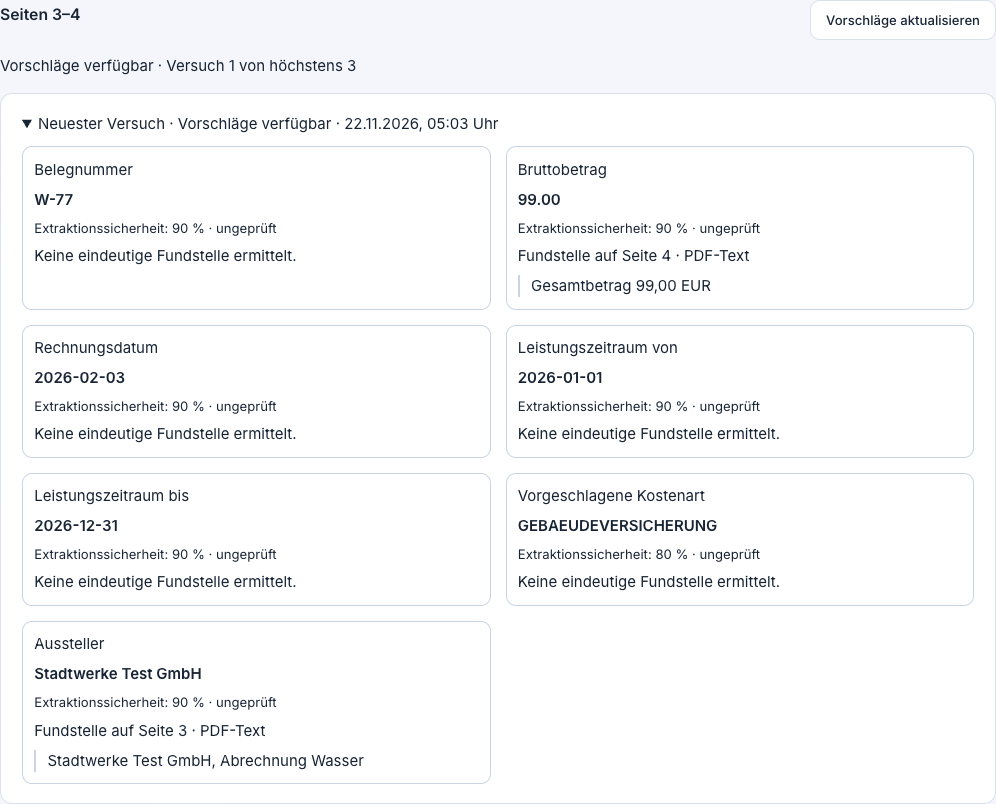 Seiten 3–4
Vorschläge aktualisieren
Vorschläge verfügbar · Versuch 1 von höchstens 3
▼ Neuester Versuch · Vorschläge verfügbar · 22.11.2026, 05:03 Uhr
Belegnummer
W-77
Extraktionssicherheit: 90 % · ungeprüft
Keine eindeutige Fundstelle ermittelt.
Bruttobetrag
99.00
Extraktionssicherheit: 90 % · ungeprüft
Fundstelle auf Seite 4 · PDF-Text
Gesamtbetrag 99,00 EUR
Rechnungsdatum
2026-02-03
Extraktionssicherheit: 90 % · ungeprüft
Keine eindeutige Fundstelle ermittelt.
Leistungszeitraum von
2026-01-01
Extraktionssicherheit: 90 % · ungeprüft
Keine eindeutige Fundstelle ermittelt.
Leistungszeitraum bis
2026-12-31
Extraktionssicherheit: 90 % · ungeprüft
Keine eindeutige Fundstelle ermittelt.
Vorgeschlagene Kostenart
GEBAEUDEVERSICHERUNG
Extraktionssicherheit: 80 % · ungeprüft
Keine eindeutige Fundstelle ermittelt.
Aussteller
Stadtwerke Test GmbH
Extraktionssicherheit: 90 % · ungeprüft
Fundstelle auf Seite 3 · PDF-Text
Stadtwerke Test GmbH, Abrechnung Wasser